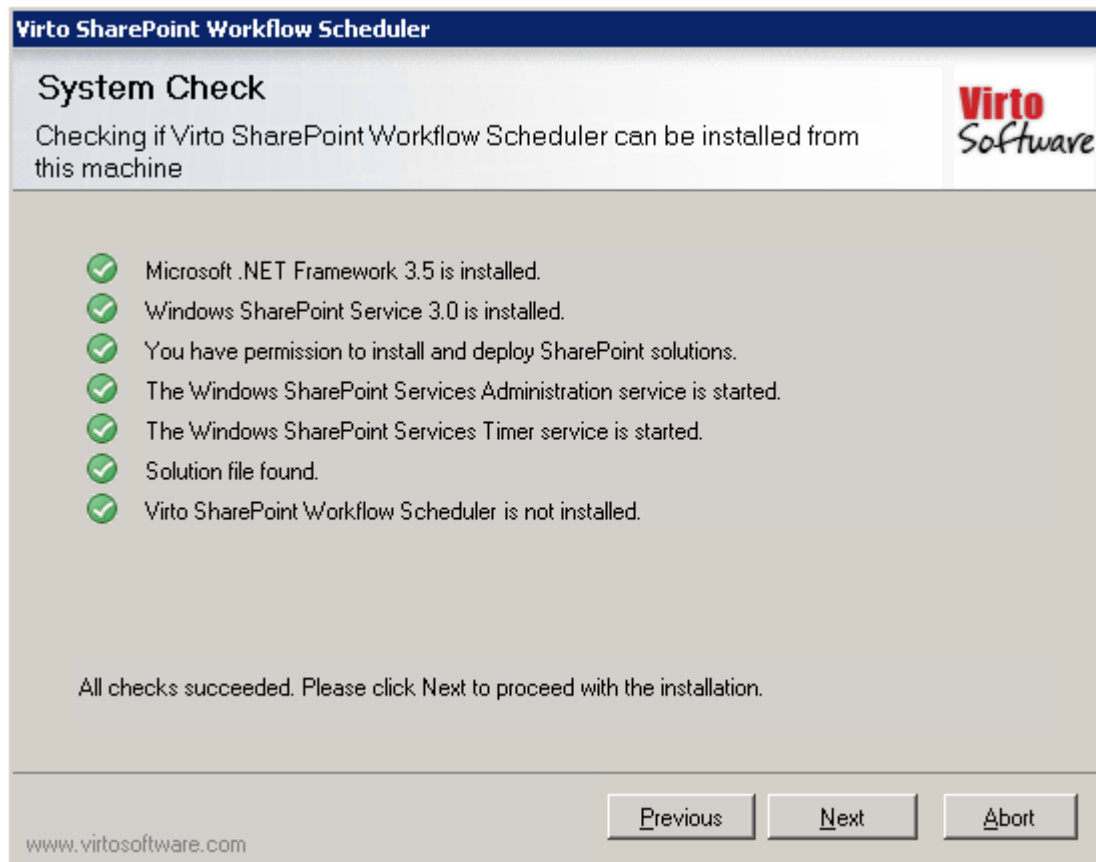 Virto SharePoint Workflow Scheduler
System Check
Checking if Virto SharePoint Workflow Scheduler can be installed from
this machine
Virto
Software
Microsoft .NET Framework 3.5 is installed.
Windows SharePoint Service 3.0 is installed.
You have permission to install and deploy SharePoint solutions.
The Windows SharePoint Services Administration service is started.
The Windows SharePoint Services Timer service is started.
Solution file found.
Virto SharePoint Workflow Scheduler is not installed.
All checks succeeded. Please click Next to proceed with the installation.
www.virtosoftware.com
Previous
Next
Abort